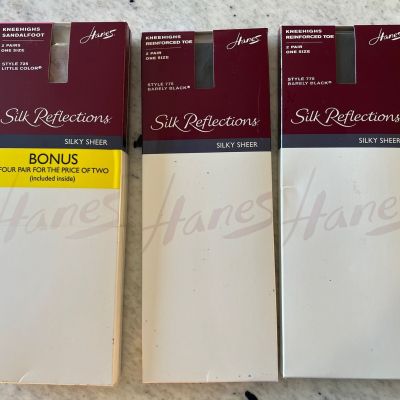 KNEEHIGHS
SANDALFOOT
Hanes
2 PAIRS
ONE SIZE
STYLE 725
LITTLE COLOR®
Silk Reflections
SILKY SHEER
BONUS
FOUR PAIR FOR THE PRICE OF TWO
(included inside)
Hanes
KNEEHIGHS
REINFORCED TOE
Hanes
2 PAIR
ONE SIZE
STYLE 775
BARELY BLACK®
Silk Reflections
SILKY SHEER
Hanes
KNEEHIGHS
REINFORCED TOE
Hanes
2 PAIR
ONE SIZE
STYLE 775
BARELY BLACK®
Silk Reflections
SILKY SHEER
Hanes